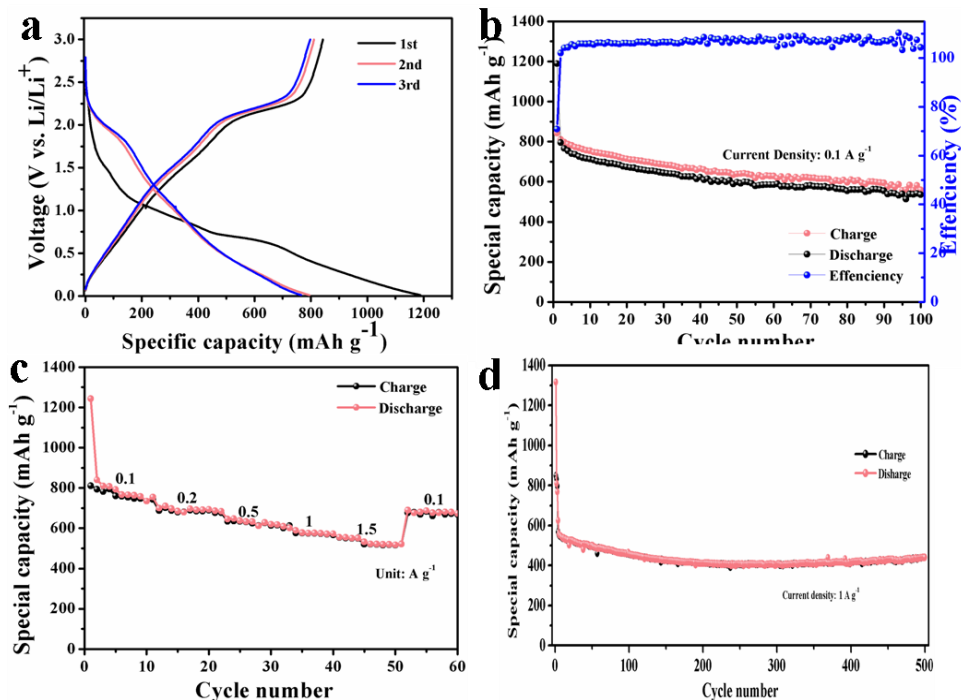 a
3.0
2.5
2.0
1.5
1.0
0.5
0.0
Voltage (V vs. Li/Li+)
1st
2nd
3rd
0 200 400 600 800 1000 1200
Specific capacity (mAh g-1)
b
1400
1200
1000
800
600
400
200
0
Special capacity (mAh g-1)
Current Density: 0.1 A g-1
Charge
Discharge
Effenciency
100
80
60
40
20
0
Effenciency (%)
0 10 20 30 40 50 60 70 80 90 100
Cycle number
c
1400
1200
1000
800
600
400
200
0
Special capacity (mAh g-1)
Charge
Discharge
0.1
0.2
0.5
1
1.5
0.1
Unit: A g-1
0 10 20 30 40 50 60
Cycle number
d
1400
1200
1000
800
600
400
200
0
Special capacity (mAh g-1)
Charge
Disharge
Current density: 1 A g-1
0 100 200 300 400 500
Cycle number